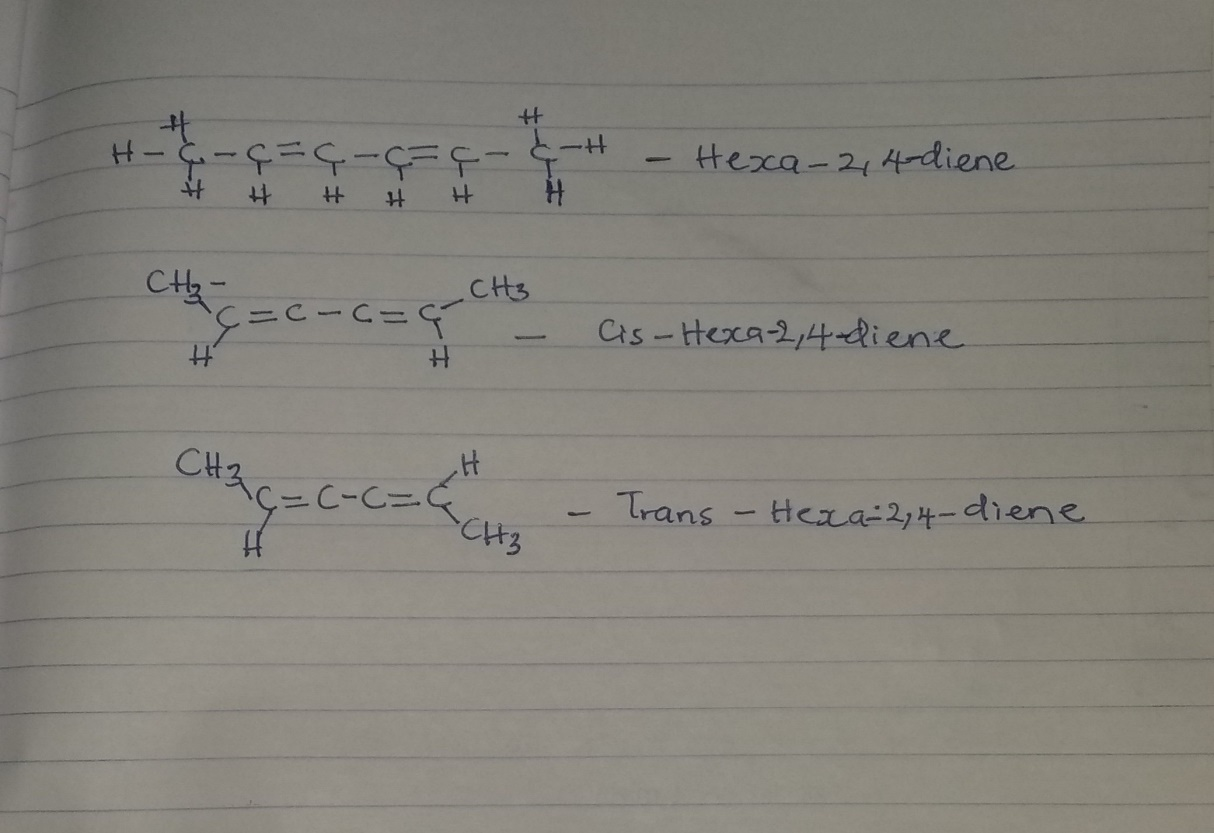 H H
H - C - C = C - C = C - C - H - Hexa - 2, 4-diene
H H H H H H
CH3 - CH3
C = C - C = C - Cis - Hexa-2,4-diene
H H
CH3 H
C = C - C = C - Trans - Hexa-2,4-diene
H CH3